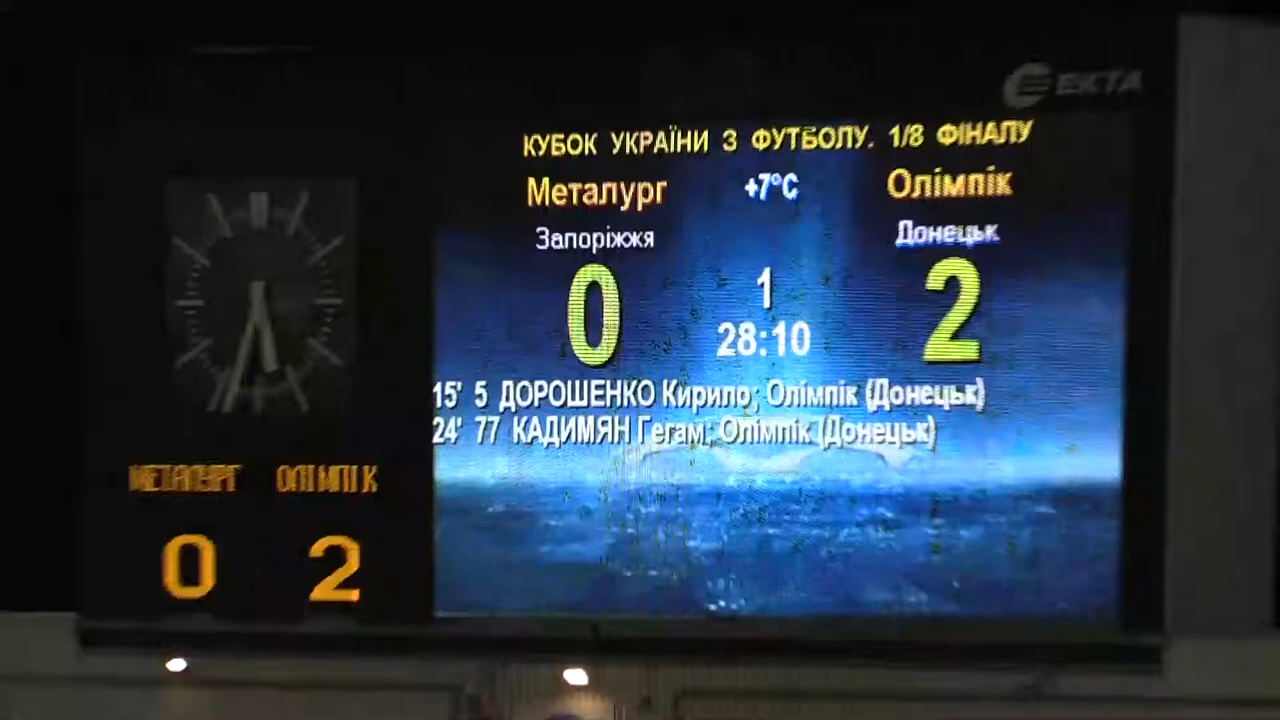 ЕКТА
КУБОК УКРАЇНИ З ФУТБОЛУ. 1/8 ФІНАЛУ
Металург +7°C Олімпік
Запоріжжя Донецьк
0 1 2
28:10
15' 5 ДОРОШЕНКО Кирило; Олімпік (Донецьк)
24' 77 КАДИМЯН Гегам; Олімпік (Донецьк)
МЕТАЛУРГ ОЛІМПІК
0 2